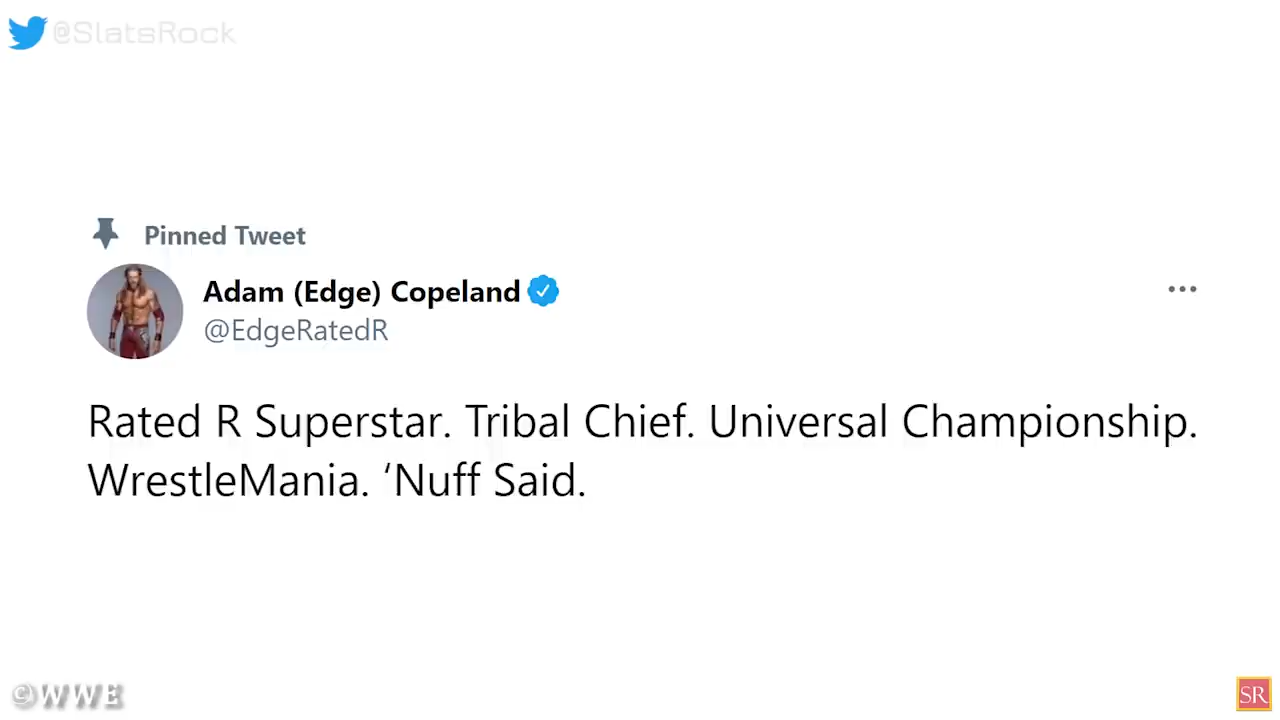 @SlatsRock
Pinned Tweet
Adam (Edge) Copeland
@EdgeRatedR
Rated R Superstar. Tribal Chief. Universal Championship.
WrestleMania. ‘Nuff Said.
©WWE
SR